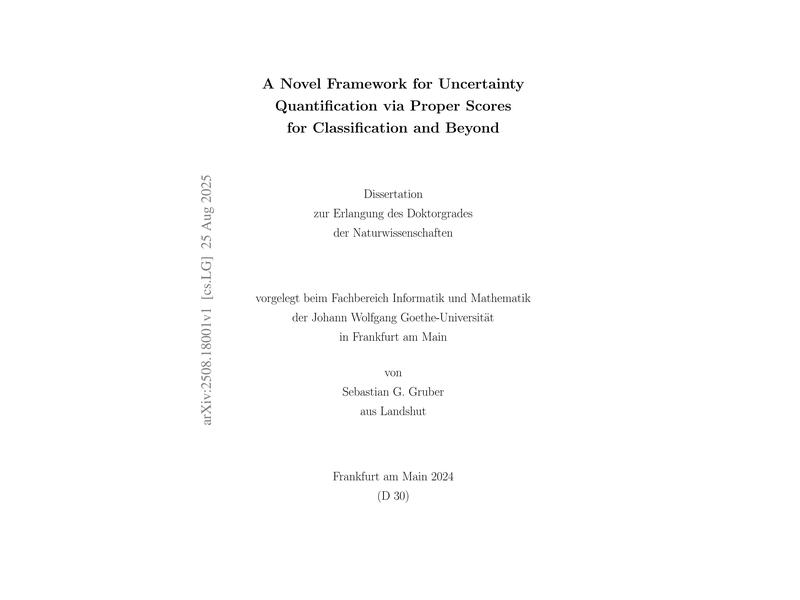 A Novel Framework for Uncertainty
Quantification via Proper Scores
for Classification and Beyond
Dissertation
zur Erlangung des Doktorgrades
der Naturwissenschaften
vorgelegt beim Fachbereich Informatik und Mathematik
der Johann Wolfgang Goethe-Universität
in Frankfurt am Main
von
Sebastian G. Gruber
aus Landshut
Frankfurt am Main 2024
(D 30)
arXiv:2508.18001v1 [cs.LG] 25 Aug 2025